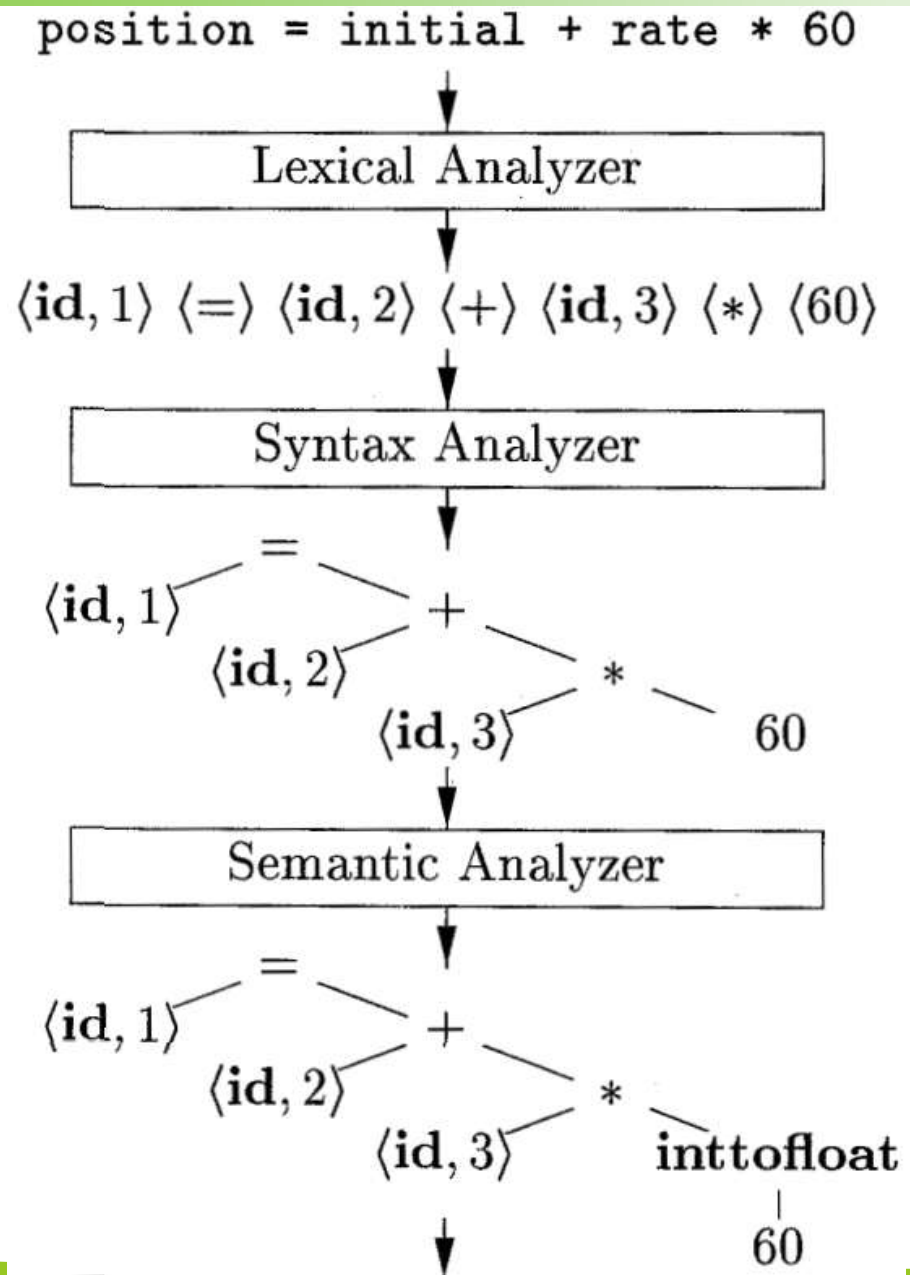 position = initial + rate * 60
Lexical Analyzer
⟨id, 1⟩ ⟨=⟩ ⟨id, 2⟩ ⟨+⟩ ⟨id, 3⟩ ⟨*⟩ ⟨60⟩
Syntax Analyzer
=
⟨id, 1⟩
+
⟨id, 2⟩
*
⟨id, 3⟩
60
Semantic Analyzer
=
⟨id, 1⟩
+
⟨id, 2⟩
*
⟨id, 3⟩
inttofloat
60